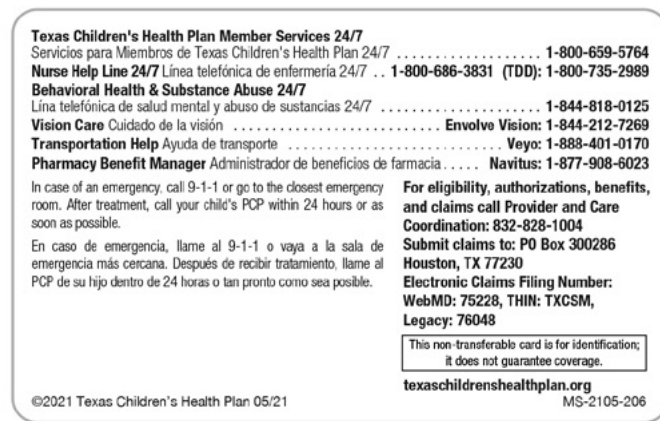 Texas Children's Health Plan Member Services 24/7
Servicios para Miembros de Texas Children's Health Plan 24/7 . . . . . . . . . . . . . . . . . . 1-800-659-5764
Nurse Help Line 24/7 Línea telefónica de enfermería 24/7 . . 1-800-686-3831 (TDD): 1-800-735-2989
Behavioral Health & Substance Abuse 24/7
Lína telefónica de salud mental y abuso de sustancias 24/7 . . . . . . . . . . . . . . . . . . . . . 1-844-818-0125
Vision Care Cuidado de la visión . . . . . . . . . . . . . . . . . . . . . . . . . . Envolve Vision: 1-844-212-7269
Transportation Help Ayuda de transporte . . . . . . . . . . . . . . . . . . . . . . . . . . Veyo: 1-888-401-0170
Pharmacy Benefit Manager Administrador de beneficios de farmacia . . . . . Navitus: 1-877-908-6023
In case of an emergency, call 9-1-1 or go to the closest emergency
room. After treatment, call your child's PCP within 24 hours or as
soon as possible.
En caso de emergencia, llame al 9-1-1 o vaya a la sala de
emergencia más cercana. Después de recibir tratamiento, llame al
PCP de su hijo dentro de 24 horas o tan pronto como sea posible.
For eligibility, authorizations, benefits,
and claims call Provider and Care
Coordination: 832-828-1004
Submit claims to: PO Box 300286
Houston, TX 77230
Electronic Claims Filing Number:
WebMD: 75228, THIN: TXCSM,
Legacy: 76048
This non-transferable card is for identification;
it does not guarantee coverage.
texaschildrenshealthplan.org
©2021 Texas Children's Health Plan 05/21
MS-2105-206